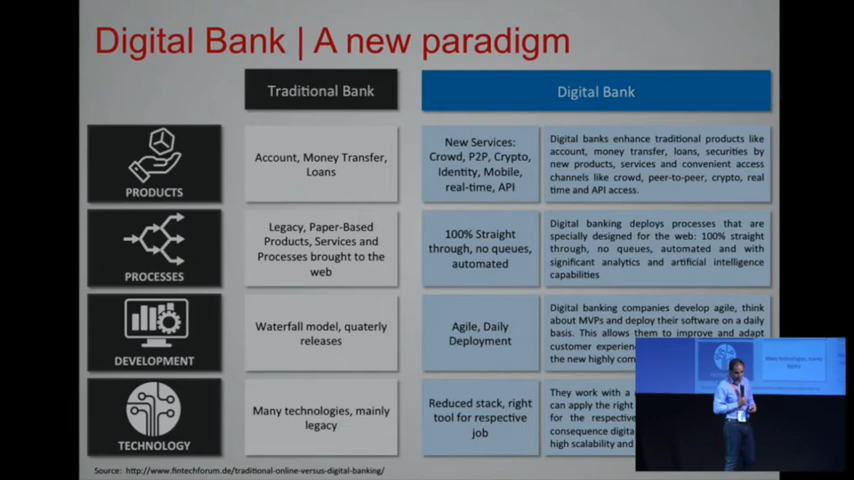 Digital Bank | A new paradigm
Traditional Bank
Digital Bank
PRODUCTS
Account, Money Transfer,
Loans
New Services:
Crowd, P2P, Crypto,
Identity, Mobile,
real-time, API
Digital banks enhance traditional products like
account, money transfer, loans, securities by
new products, services and convenient access
channels like crowd, peer-to-peer, crypto, real
time and API access.
PROCESSES
Legacy, Paper-Based
Products, Services and
Processes brought to the
web
100% Straight
through, no queues,
automated
Digital banking deploys processes that are
specially designed for the web: 100% straight
through, no queues, automated and with
significant analytics and artificial intelligence
capabilities
DEVELOPMENT
Waterfall model, quaterly
releases
Agile, Daily
Deployment
Digital banking companies develop agile, think
about MVPs and deploy their software on a daily
basis. This allows them to improve and adapt
customer
the new highly
TECHNOLOGY
Many technologies, mainly
legacy
Reduced stack, right
tool for respective
job
They work with a
can apply the right
for the
consequence
high scalability and
Source: http://www.fintechforum.de/traditional-online-versus-digital-banking/
Many technologies, mainly
legacy